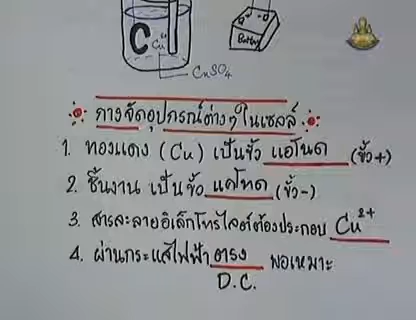 C Cu²⁺
Battery
CuSO₄
การจัดอุปกรณ์ต่างๆในเซลล์
1. ทองแดง (Cu) เป็นขั้ว แอโนด (ขั้ว+)
2. ชิ้นงาน เป็นขั้ว แคโทด (ขั้ว-)
3. สารละลายอิเล็กโทรไลต์ต้องประกอบ Cu²⁺
4. ผ่านกระแสไฟฟ้า ตรง พอเหมาะ
D.C.